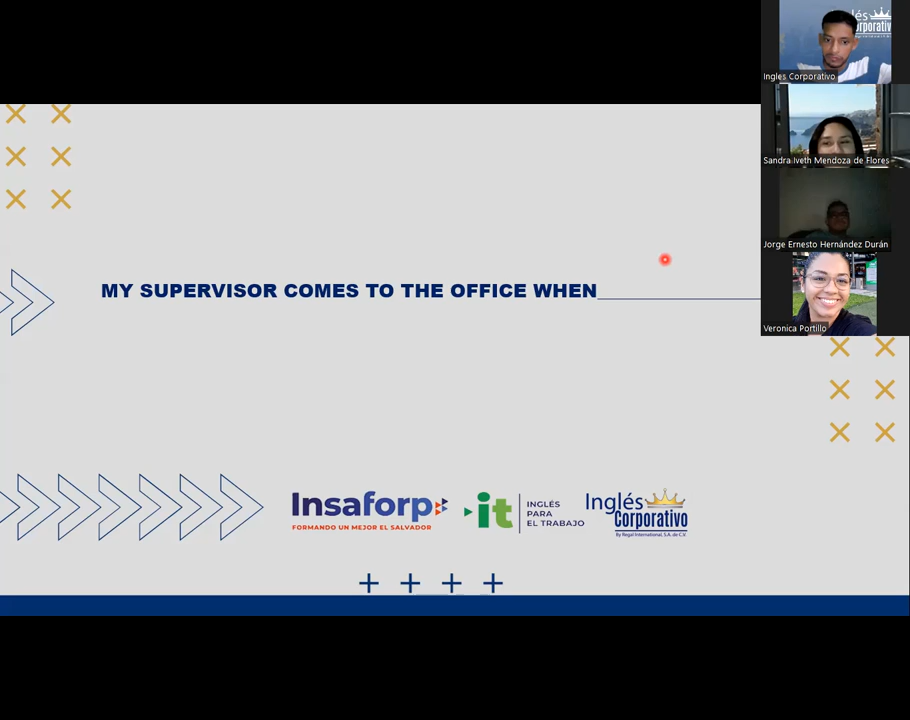 Inglés
Corporativo
Ingles Corporativo
Sandra Iveth Mendoza de Flores
Jorge Ernesto Hernández Durán
Veronica Portillo
MY SUPERVISOR COMES TO THE OFFICE WHEN
Insaforp
FORMANDO UN MEJOR EL SALVADOR
it
INGLÉS
PARA
EL TRABAJO
Inglés
Corporativo
By Regal International, S.A. de C.V.